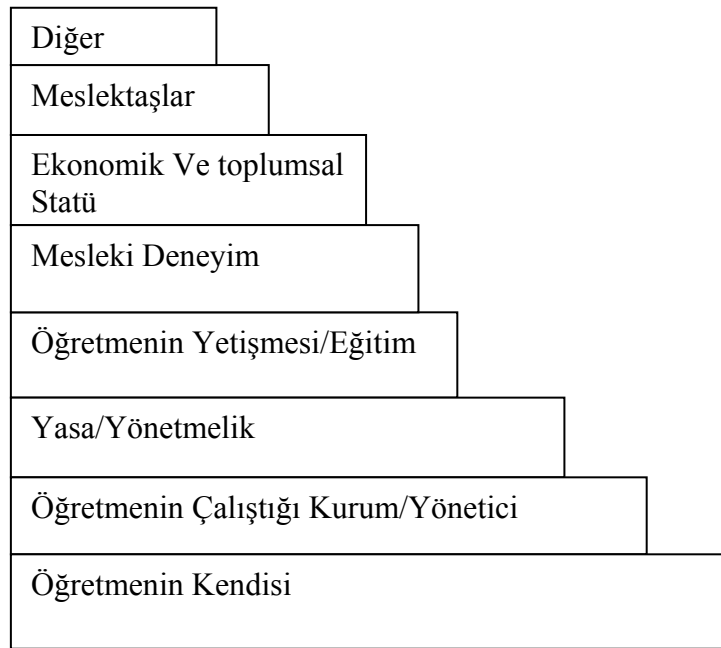 Diğer
Meslektaşlar
Ekonomik Ve toplumsal
Statü
Mesleki Deneyim
Öğretmenin Yetişmesi/Eğitim
Yasa/Yönetmelik
Öğretmenin Çalıştığı Kurum/Yönetici
Öğretmenin Kendisi